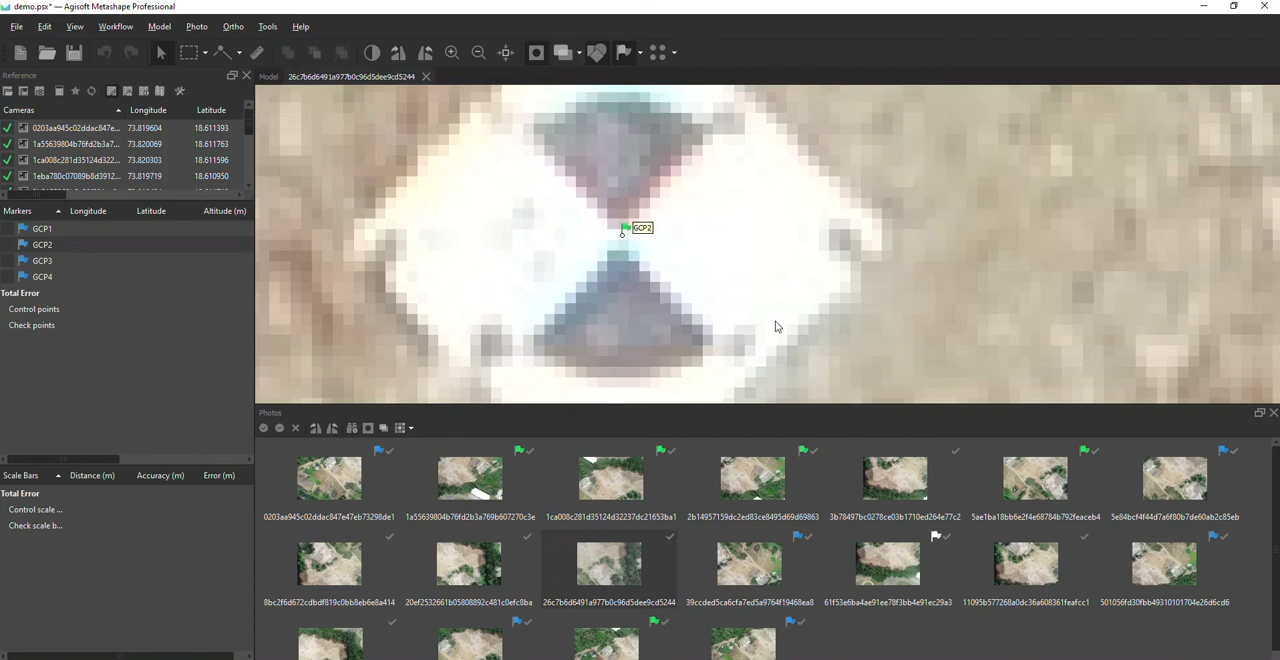 demo.psx* — Agisoft Metashape Professional
File Edit View Workflow Model Photo Ortho Tools Help
Reference
Model 26c7b6d6491a977b0c96d5dee9cd5244
Cameras Longitude Latitude
0203aa945c02ddac847e... 73.819604 18.611393
1a55639804b76fd2b3a7... 73.820069 18.611763
1ca008c281d35124d322... 73.820303 18.611596
1eba780c07089b8d3912... 73.819719 18.610950
Markers Longitude Latitude Altitude (m)
GCP1
GCP2
GCP3
GCP4
Total Error
Control points
Check points
Scale Bars Distance (m) Accuracy (m) Error (m)
Total Error
Control scale ...
Check scale b...
GCP2
Photos
0203aa945c02ddac847e47eb73298de1 1a55639804b76fd2b3a769b607270c3e 1ca008c281d35124d32237dc21653ba1 2b14957159dc2ed83ce8495d69d69863 3b78497bc0278ce03b1710ed264e77c2 5ae1ba18bb6e2f4e68784b792feaceb4 5e84bcf4f44d7a6f80b7de60ab2c85eb
8bc2f6d672cdbdf819c0bb8eb6e8a414 20ef2532661b05808892c481c0efc8ba 26c7b6d6491a977b0c96d5dee9cd5244 39ccded5ca6cfa7ed5a9764f19468ea8 61f53e6ba4ae91ee78f3bb4e91ec29a3 11095b577268a0dc36a608361feafcc1 501056fd30fbb49310101704e26d6cd6